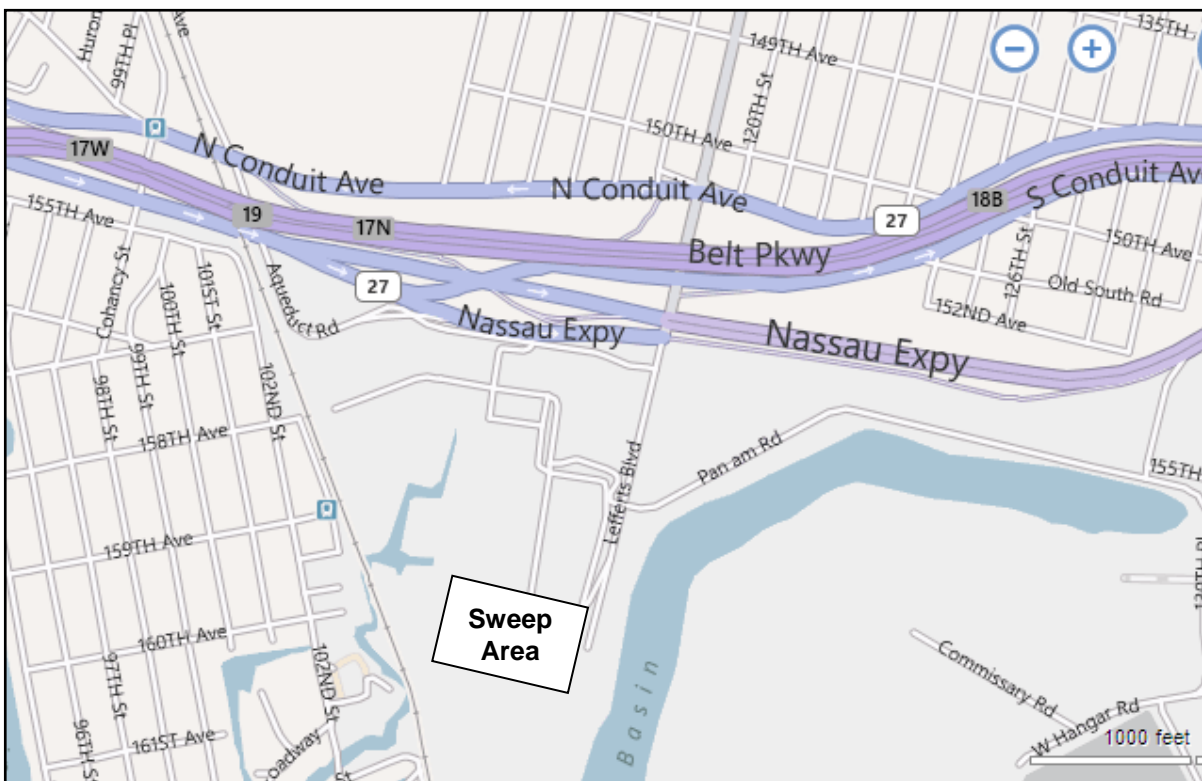 Huron
99TH Pl
Ave
149TH Ave
135TH
120TH St
150TH Ave
17W
N Conduit Ave
N Conduit Ave
19
17N
27
18B
S Conduit Av
155TH Ave
Belt Pkwy
126TH St
150TH Ave
Old South Rd
152ND Ave
Cohancy St
101ST St
100TH St
Aqueduct Rd
27
Nassau Expy
Nassau Expy
99TH St
98TH St
102ND St
158TH Ave
Lefferts Blvd
Pan am Rd
155TH
159TH Ave
Sweep
Area
160TH Ave
97TH St
102ND St
Basin
Commissary Rd
W Hangar Rd
1000 feet
96TH S
161ST Ave
oadway
St